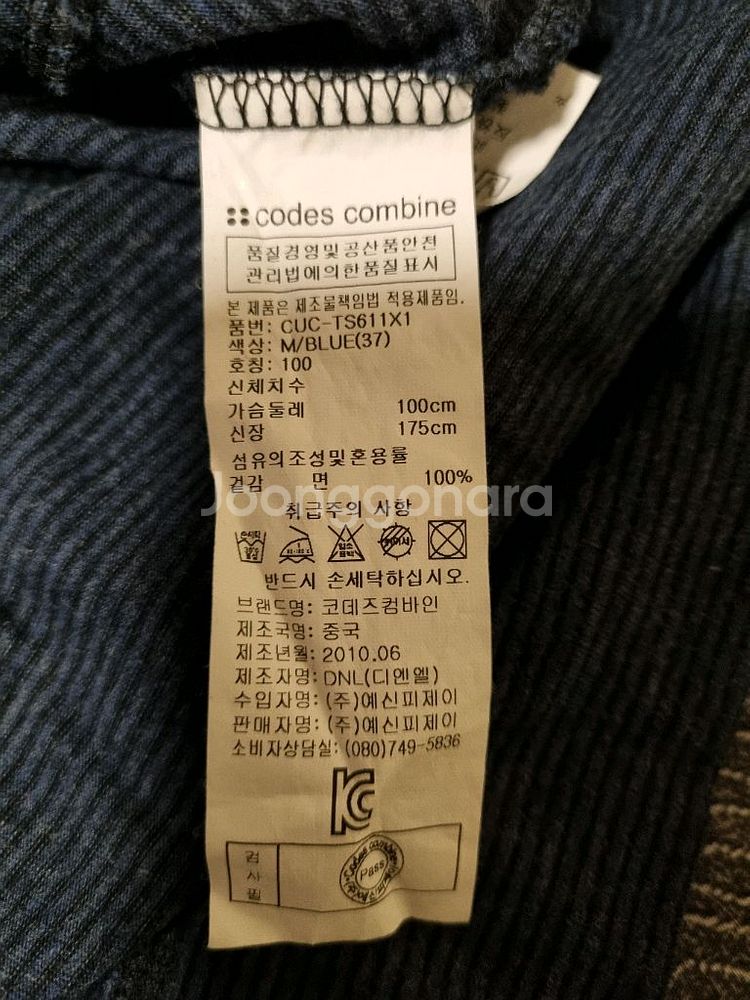 codes combine
품질경영및공산품안전
관리법에의한품질표시
본 제품은 제조물책임법 적용제품임.
품번: CUC-TS611X1
색상: M/BLUE(37)
호칭: 100
신체치수
가슴둘레 100cm
신장 175cm
섬유의조성및혼용률
겉감 면 100%
Joonggonara
취급주의 사항
반드시 손세탁하십시오.
브랜드명: 코데즈컴바인
제조국명: 중국
제조년월: 2010.06
제조자명: DNL(디엔엘)
수입자명: (주)예신피제이
판매자명: (주)예신피제이
소비자상담실: (080)749-5836
검사필
codes combine
Pass